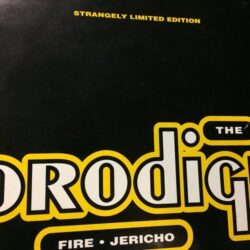 STRANGELY LIMITED EDITION
THE
prodig
FIRE • JERICHO